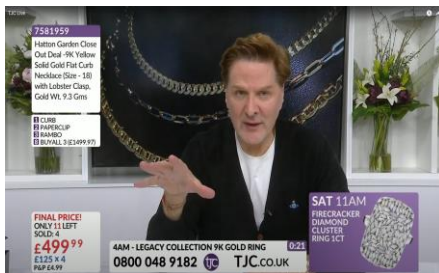 7581959
Hatton Garden Close
Out Deal -9K Yellow
Solid Gold Flat Curb
Necklace (Size - 18)
with Lobster Clasp,
Gold Wt. 9.3 Gms
1 CURB
2 PAPERCLIP
3 RAMBO
B BUYALL 3 (£1499.97)
FINAL PRICE!
ONLY 11 LEFT
SOLD: 4
£499.99
£125 x 4
P&P £4.99
4AM - LEGACY COLLECTION 9K GOLD RING
0:21
0800 048 9182 tjc TJC.CO.UK
SAT 11AM
FIRECRACKER
DIAMOND
CLUSTER
RING 1CT